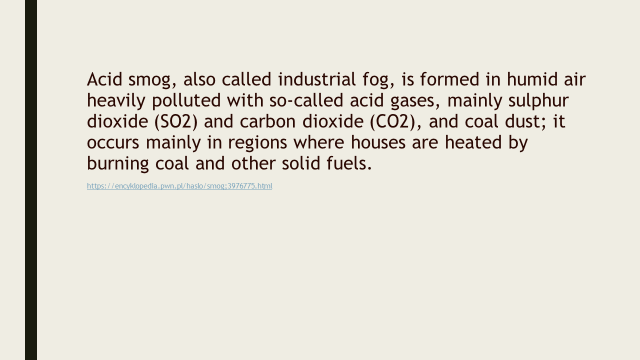 Acid smog, also called industrial fog, is formed in humid air
heavily polluted with so-called acid gases, mainly sulphur
dioxide (SO2) and carbon dioxide (CO2), and coal dust; it
occurs mainly in regions where houses are heated by
burning coal and other solid fuels.
https://encyklopedia.pwn.pl/haslo/smog;3976775.html